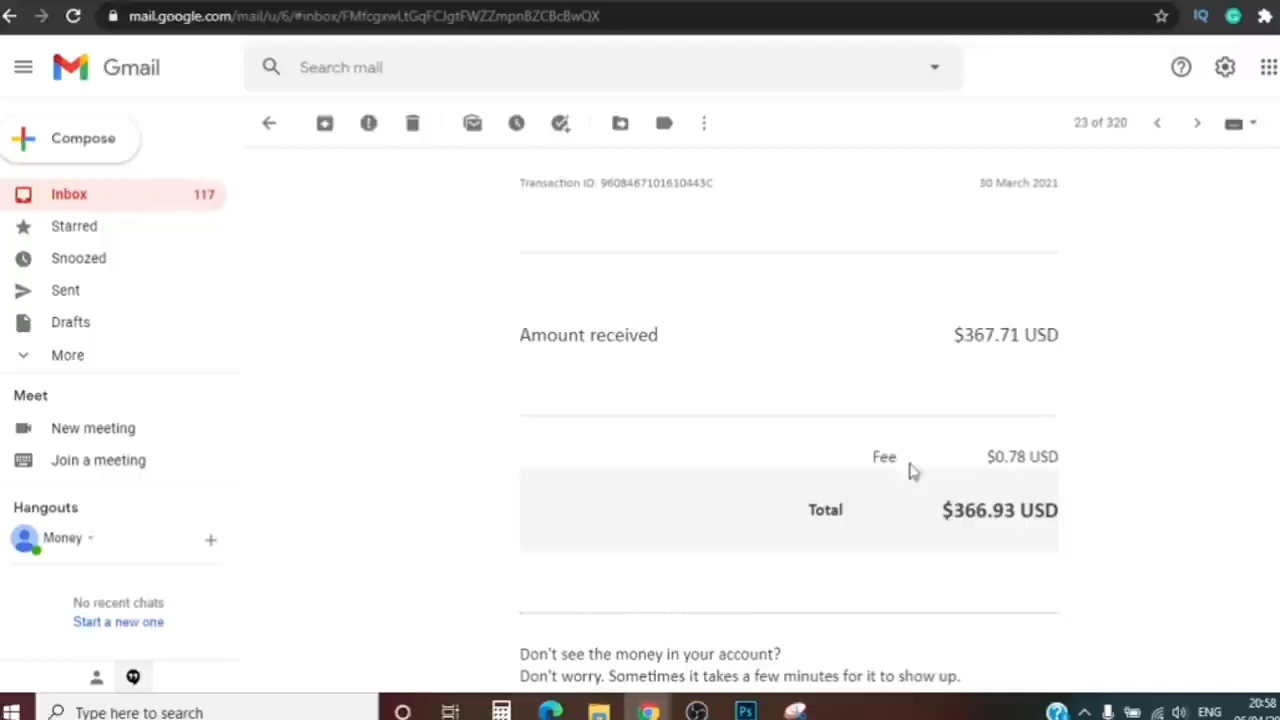 mail.google.com/mail/u/6/#inbox/FMfcgxwLtGqFCJgtFWZZmpnBZCBcBwQX
IQ
Gmail
Search mail
Compose
23 of 320
Inbox 117
Starred
Snoozed
Sent
Drafts
More
Meet
New meeting
Join a meeting
Hangouts
Money
No recent chats
Start a new one
Transaction ID: 9608467101610443C 30 March 2021
Amount received $367.71 USD
Fee $0.78 USD
Total $366.93 USD
Don't see the money in your account?
Don't worry. Sometimes it takes a few minutes for it to show up.
Type here to search
Ps
ENG
20:58